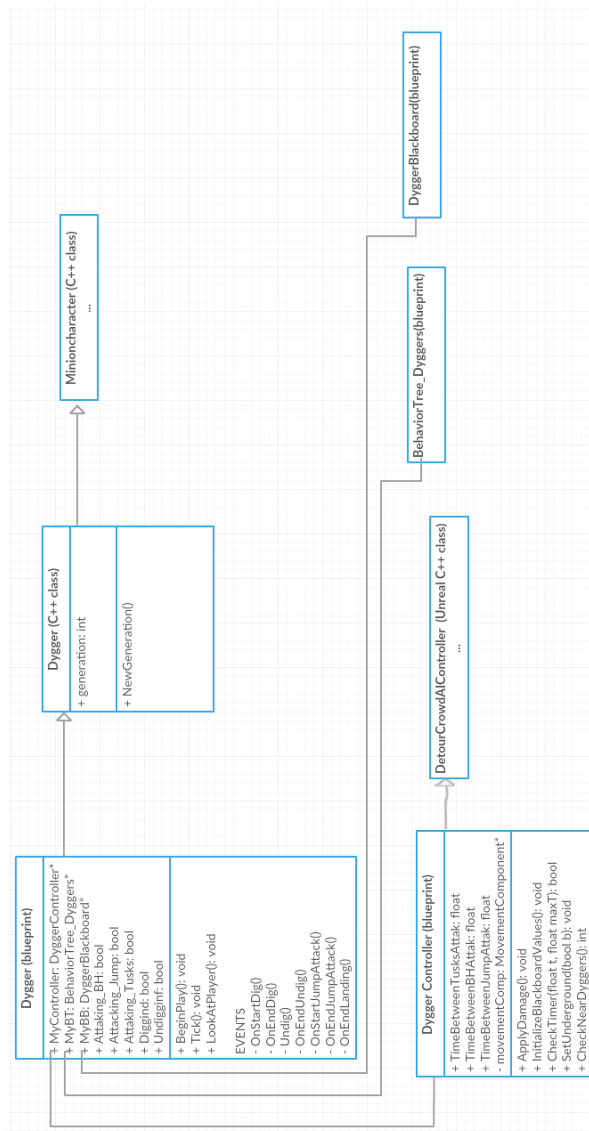 Dygger (blueprint)
+ MyController: DyggerController*
+ MyBT: BehaviorTree_Dyggers*
+ MyBB: DyggerBlackboard*
+ Attaking_BH: bool
+ Attacking_Jump: bool
+ Attaking_Tusks: bool
+ Diggind: bool
+ Undigginf: bool
+ BeginPlay(): void
+ Tick(): void
+ LookAtPlayer(): void
EVENTS
- OnStartDig()
- OnEndDig()
- Undig()
- OnEndUndig()
- OnStartJumpAttack()
- OnEndJumpAttack()
- OnEndLanding()
Dygger (C++ class)
+ generation: int
+ NewGeneration()
Minioncharacter (C++ class)
...
Dygger Controller (blueprint)
+ TimeBetweenTusksAttak: float
+ TimeBetweenBHAttak: float
+ TimeBetweenJumpAttak: float
- movementComp: MovementComponent*
+ ApplyDamage(): void
+ InitializeBlackboardValues(): void
+ CheckTimer(float t, float maxT): bool
+ SetUnderground(bool b): void
+ CheckNearDyggers(): int
DetourCrowdAIController (Unreal C++ class)
...
BehaviorTree_Dyggers(blueprint)
DyggerBlackboard(blueprint)